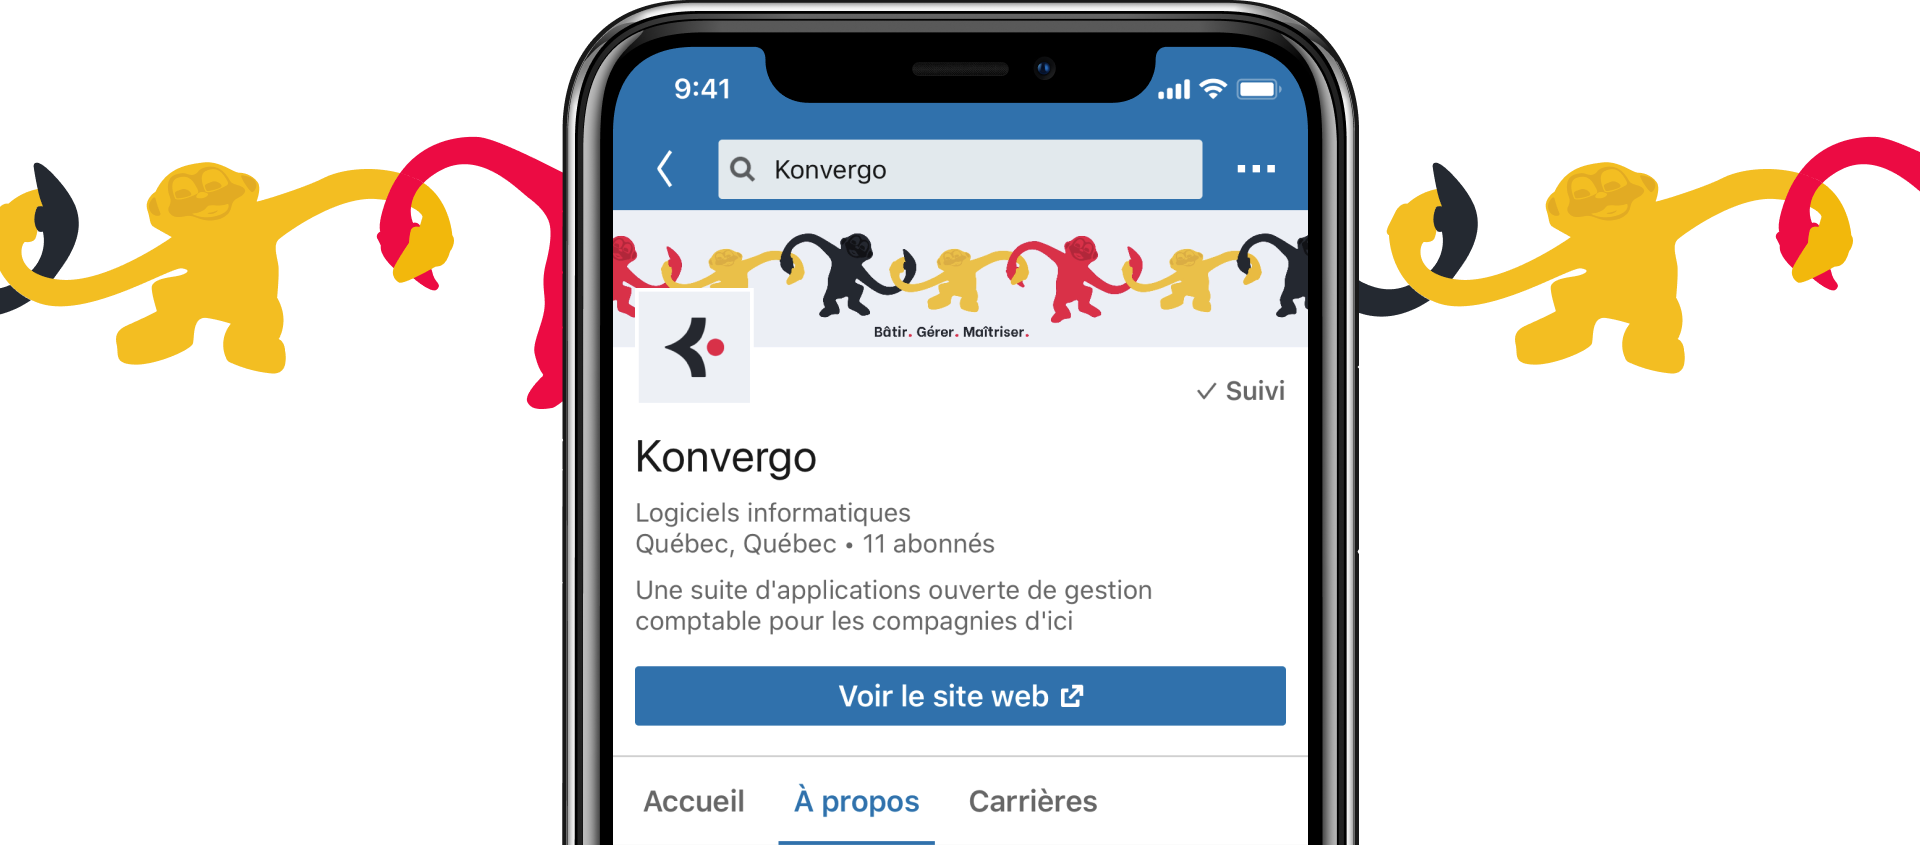 9:41
Konvergo
Bâtir. Gérer. Maîtriser.
Suivi
Konvergo
Logiciels informatiques
Québec, Québec • 11 abonnés
Une suite d'applications ouverte de gestion
comptable pour les compagnies d'ici
Voir le site web
Accueil À propos Carrières